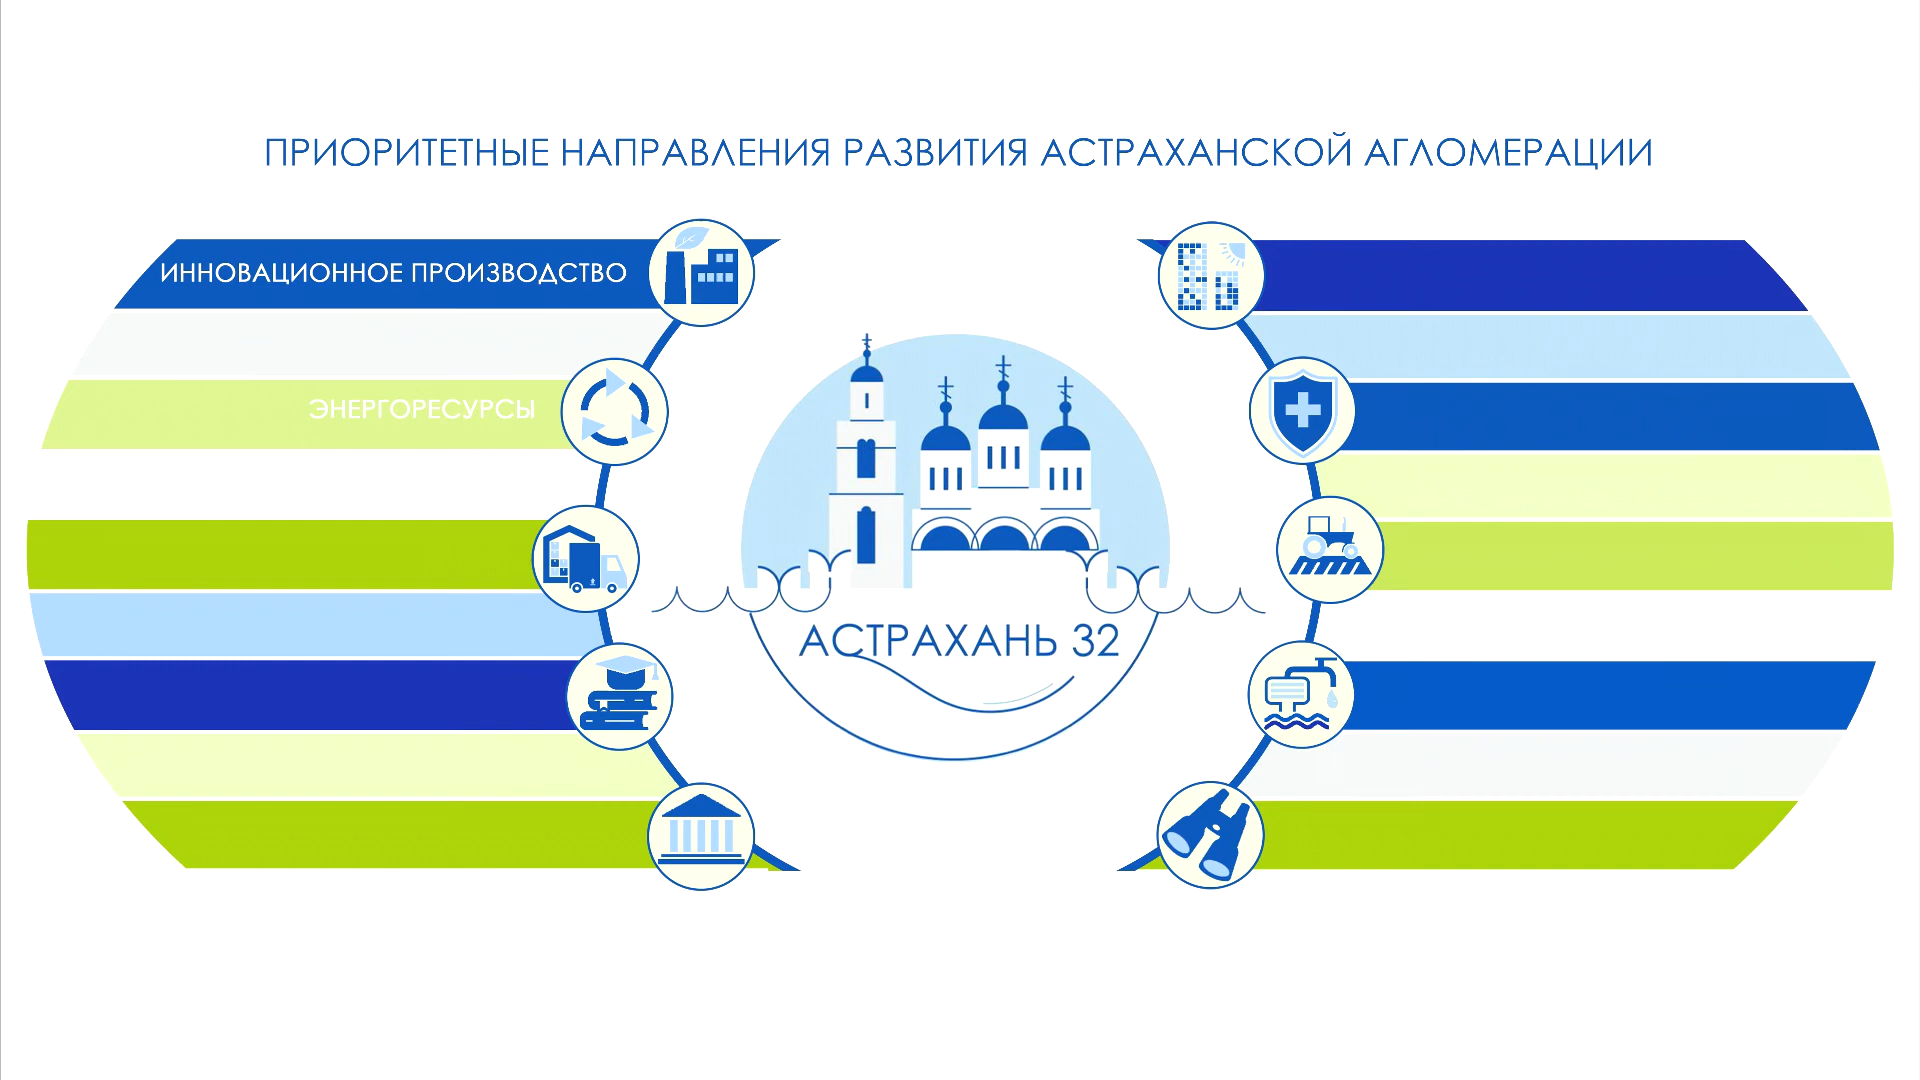 ПРИОРИТЕТНЫЕ НАПРАВЛЕНИЯ РАЗВИТИЯ АСТРАХАНСКОЙ АГЛОМЕРАЦИИ
ИННОВАЦИОННОЕ ПРОИЗВОДСТВО
ЭНЕРГОРЕСУРСЫ
АСТРАХАНЬ 32